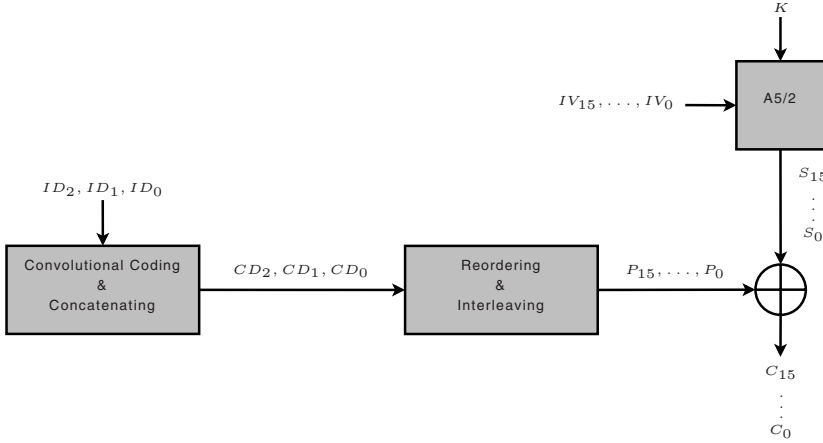 K
A5/2
IV15, . . . , IV0
S15
.
.
.
S0
ID2, ID1, ID0
Convolutional Coding
&
Concatenating
CD2, CD1, CD0
Reordering
&
Interleaving
P15, . . . , P0
C15
.
.
.
C0